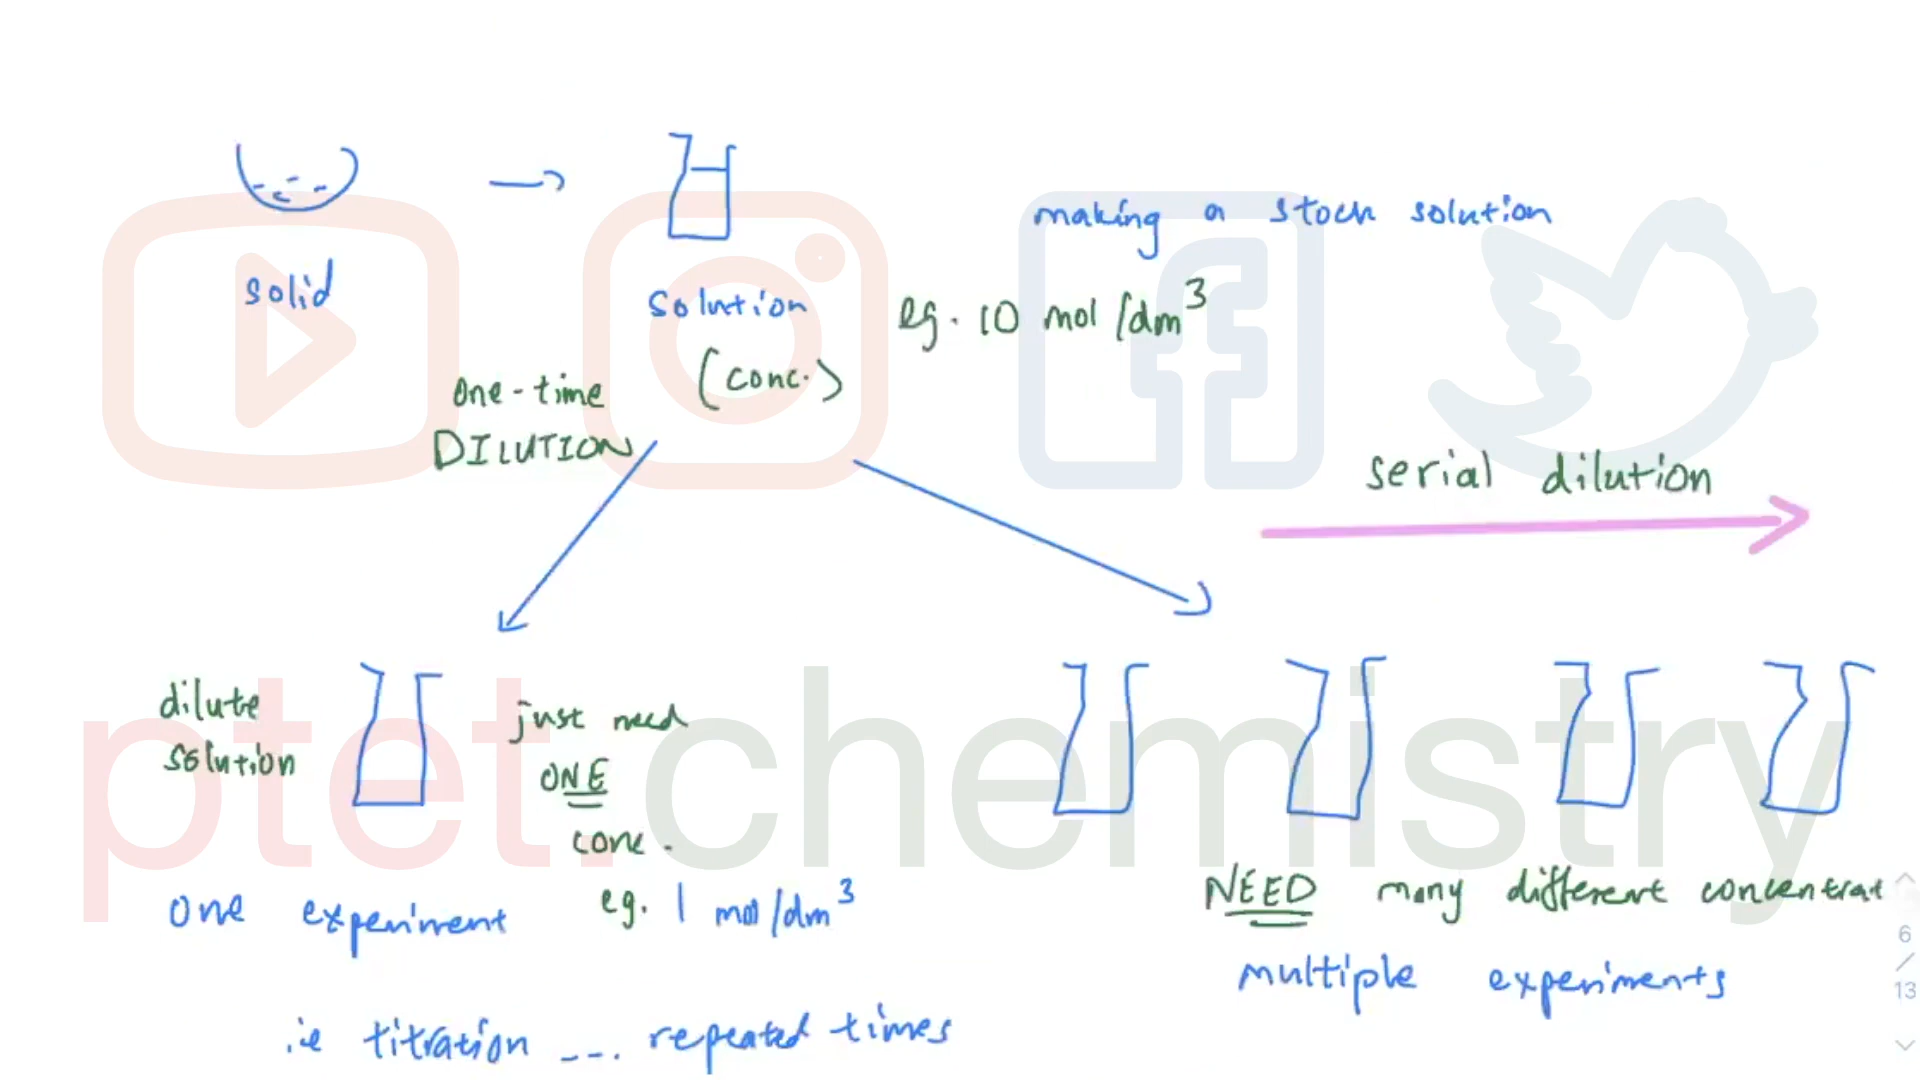 making a stock solution
solid
solution
eg. 10 mol/dm³
(conc.)
one-time
DILUTION
serial dilution
dilute
solution
just need
ONE
conc.
one experiment
eg. 1 mol/dm³
NEED many different concentrat
multiple experiments
i.e titration ---. repeated times
ptet.chemistry
6
/
13